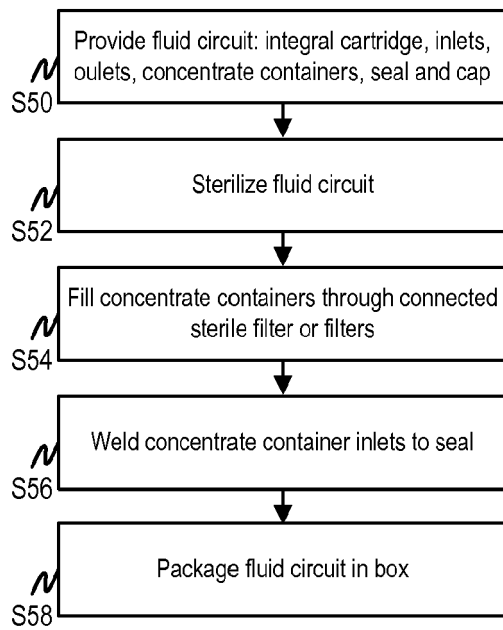 Provide fluid circuit: integral cartridge, inlets,
oulets, concentrate containers, seal and cap
S50
Sterilize fluid circuit
S52
Fill concentrate containers through connected
sterile filter or filters
S54
Weld concentrate container inlets to seal
S56
Package fluid circuit in box
S58